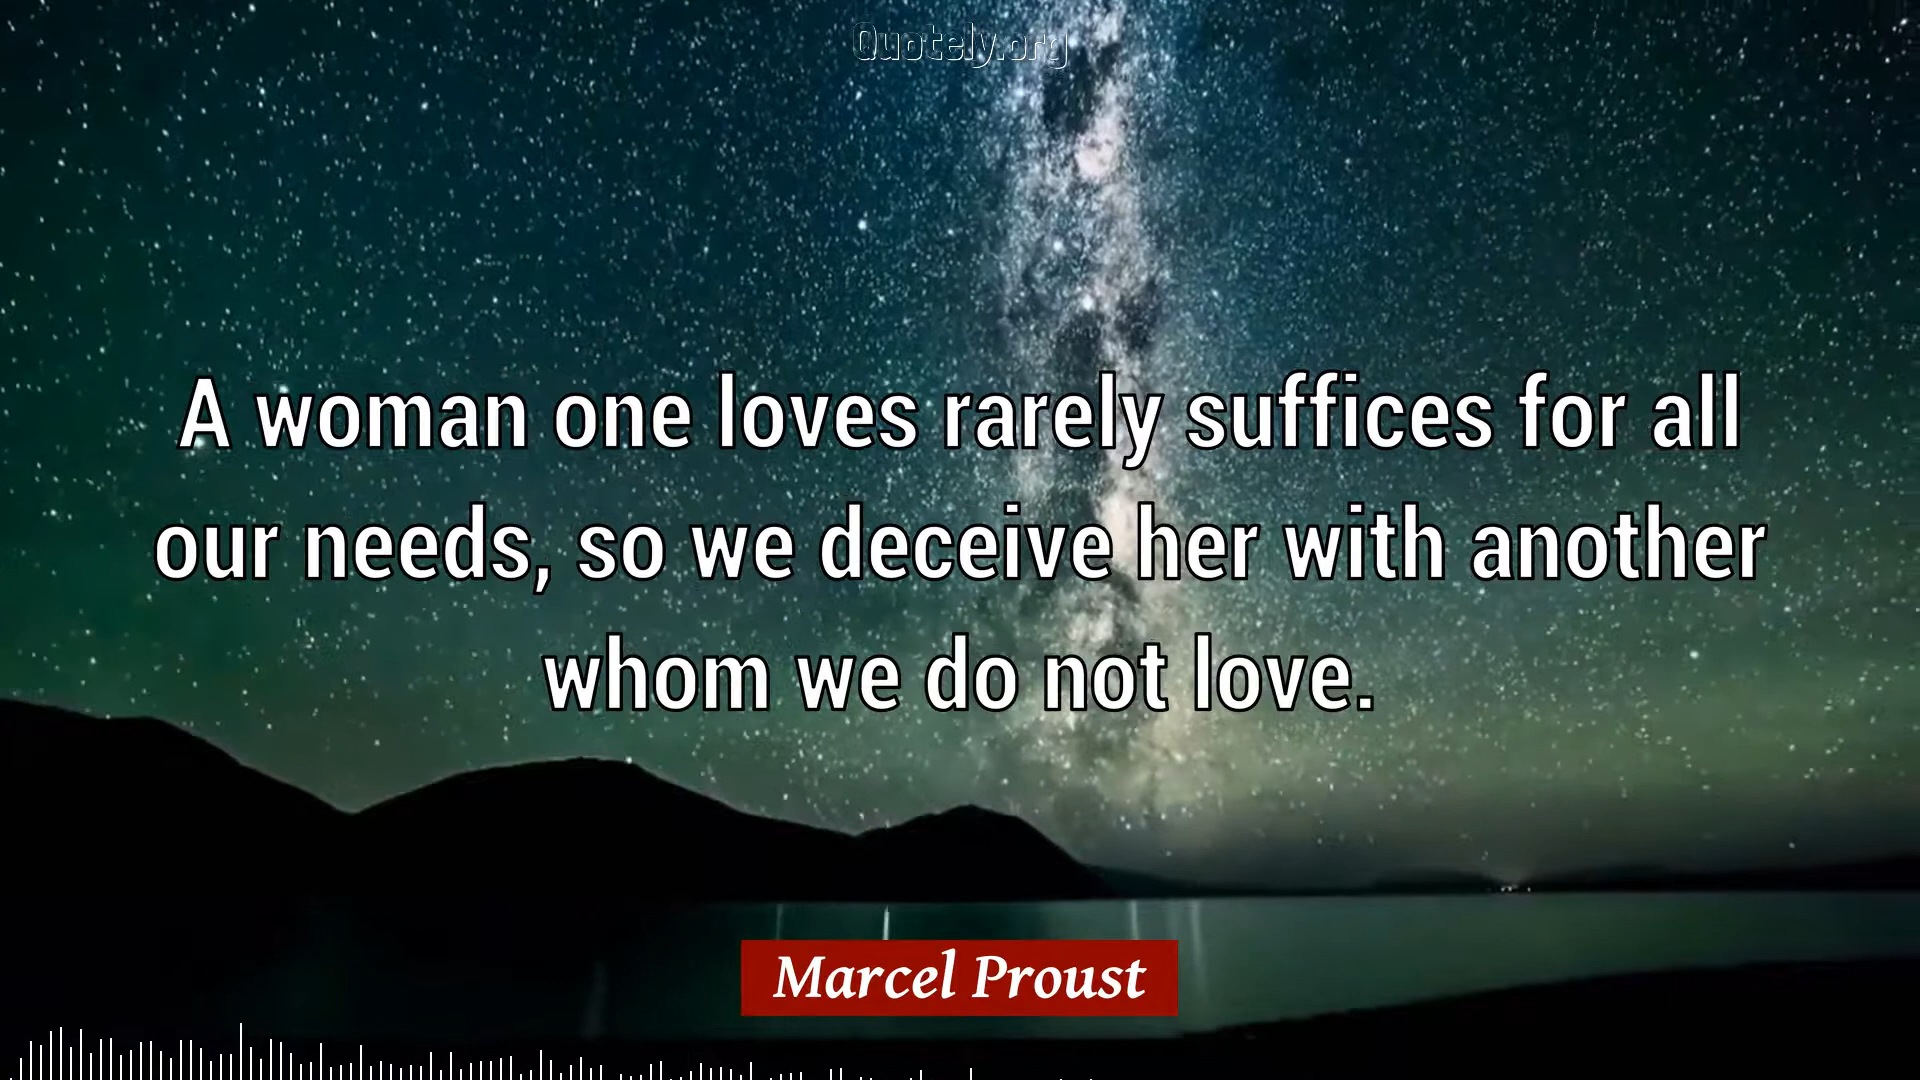 Quotely.org
A woman one loves rarely suffices for all
our needs, so we deceive her with another
whom we do not love.
Marcel Proust